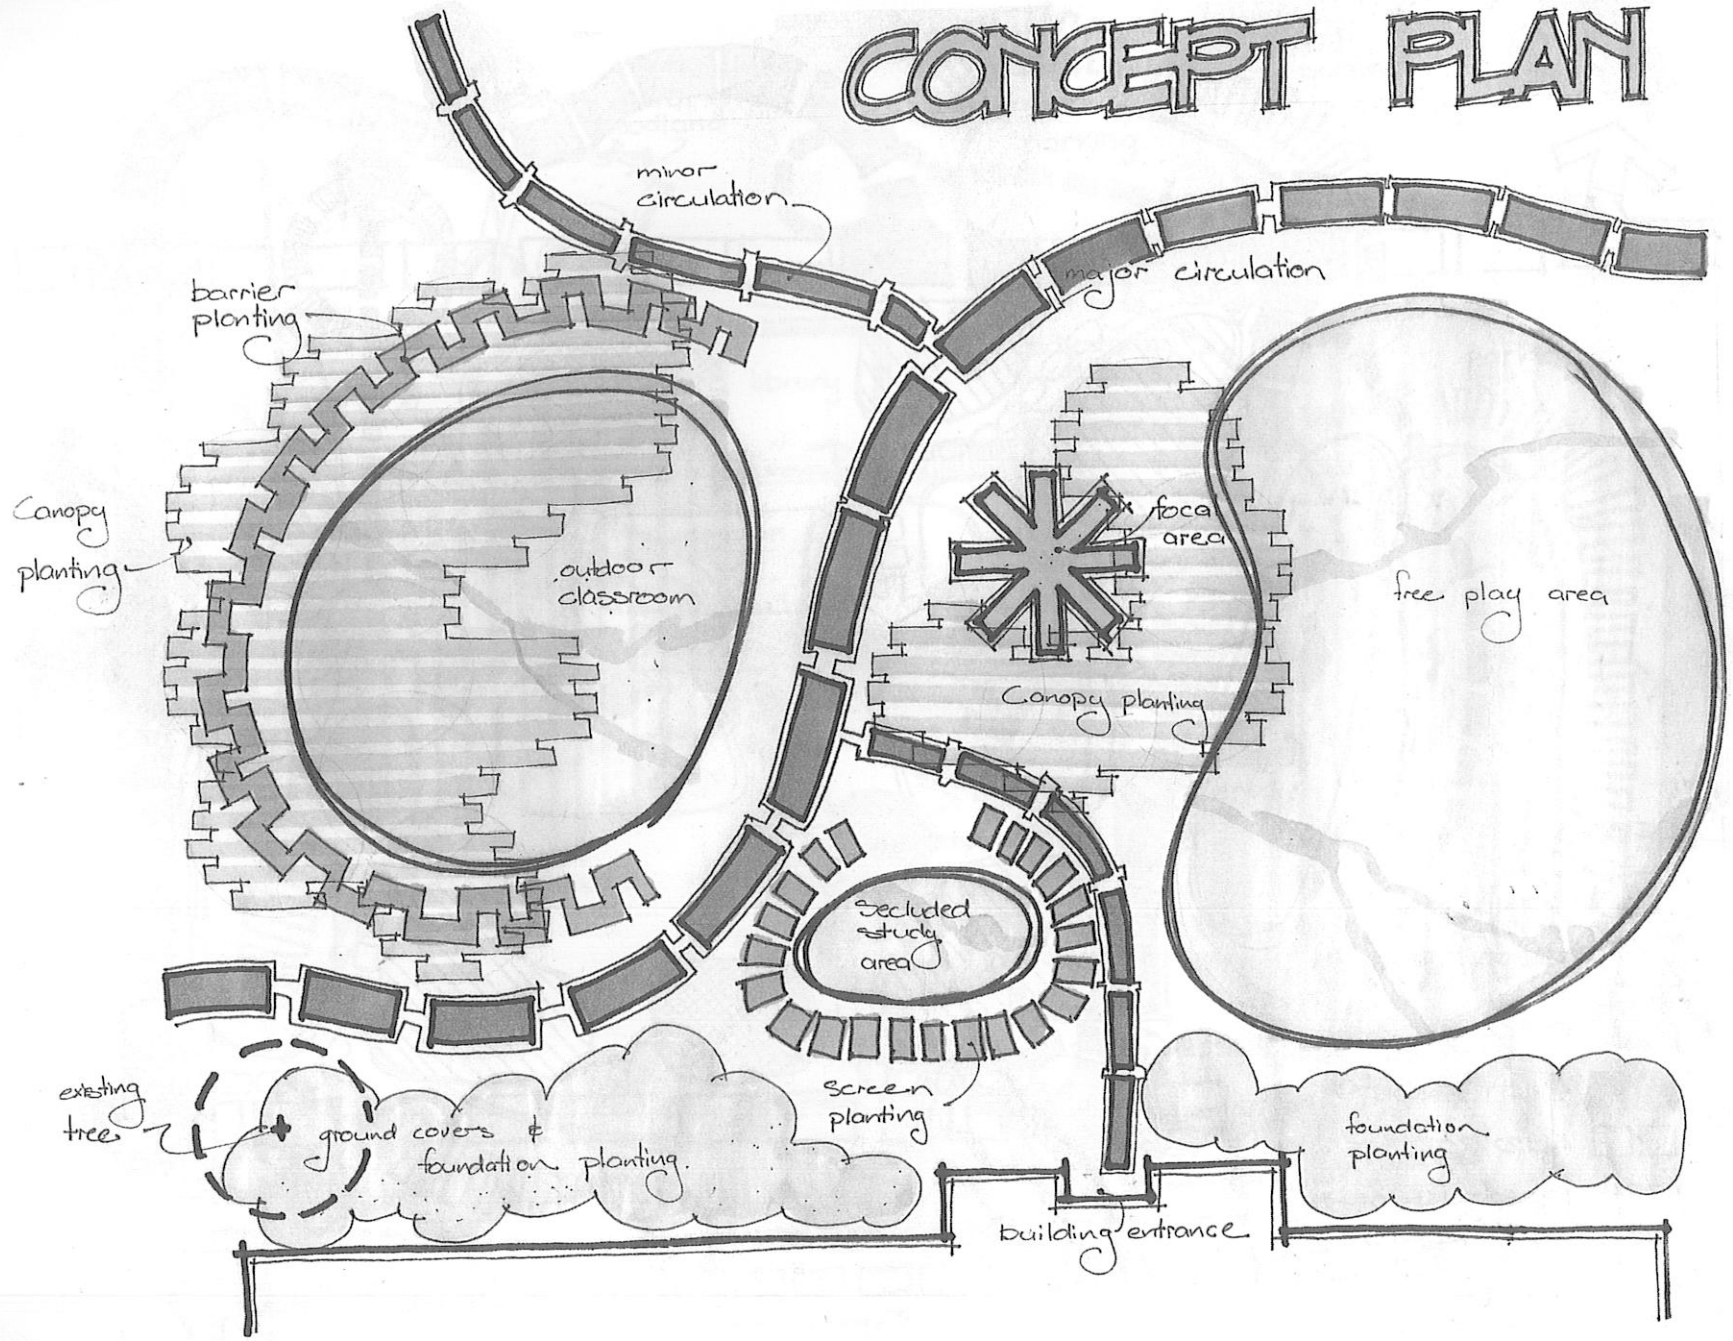 CONCEPT PLAN
minor
circulation
major circulation
barrier
planting
Canopy
planting
outdoor
classroom
focal
area
free play area
Canopy planting
secluded
study
area
existing
tree
ground covers &
foundation planting.
screen
planting
foundation
planting
building entrance